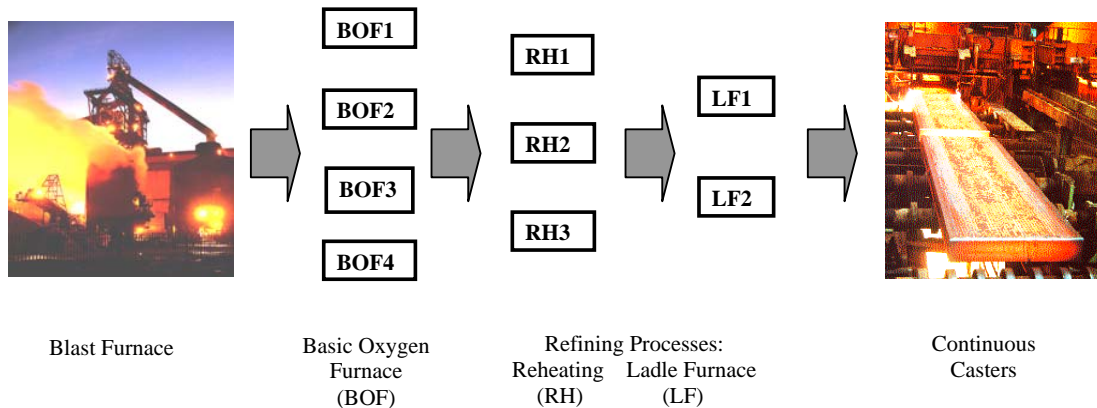 BOF1
BOF2
BOF3
BOF4
RH1
RH2
RH3
LF1
LF2
Blast Furnace
Basic Oxygen
Furnace
(BOF)
Refining Processes:
Reheating Ladle Furnace
(RH) (LF)
Continuous
Casters